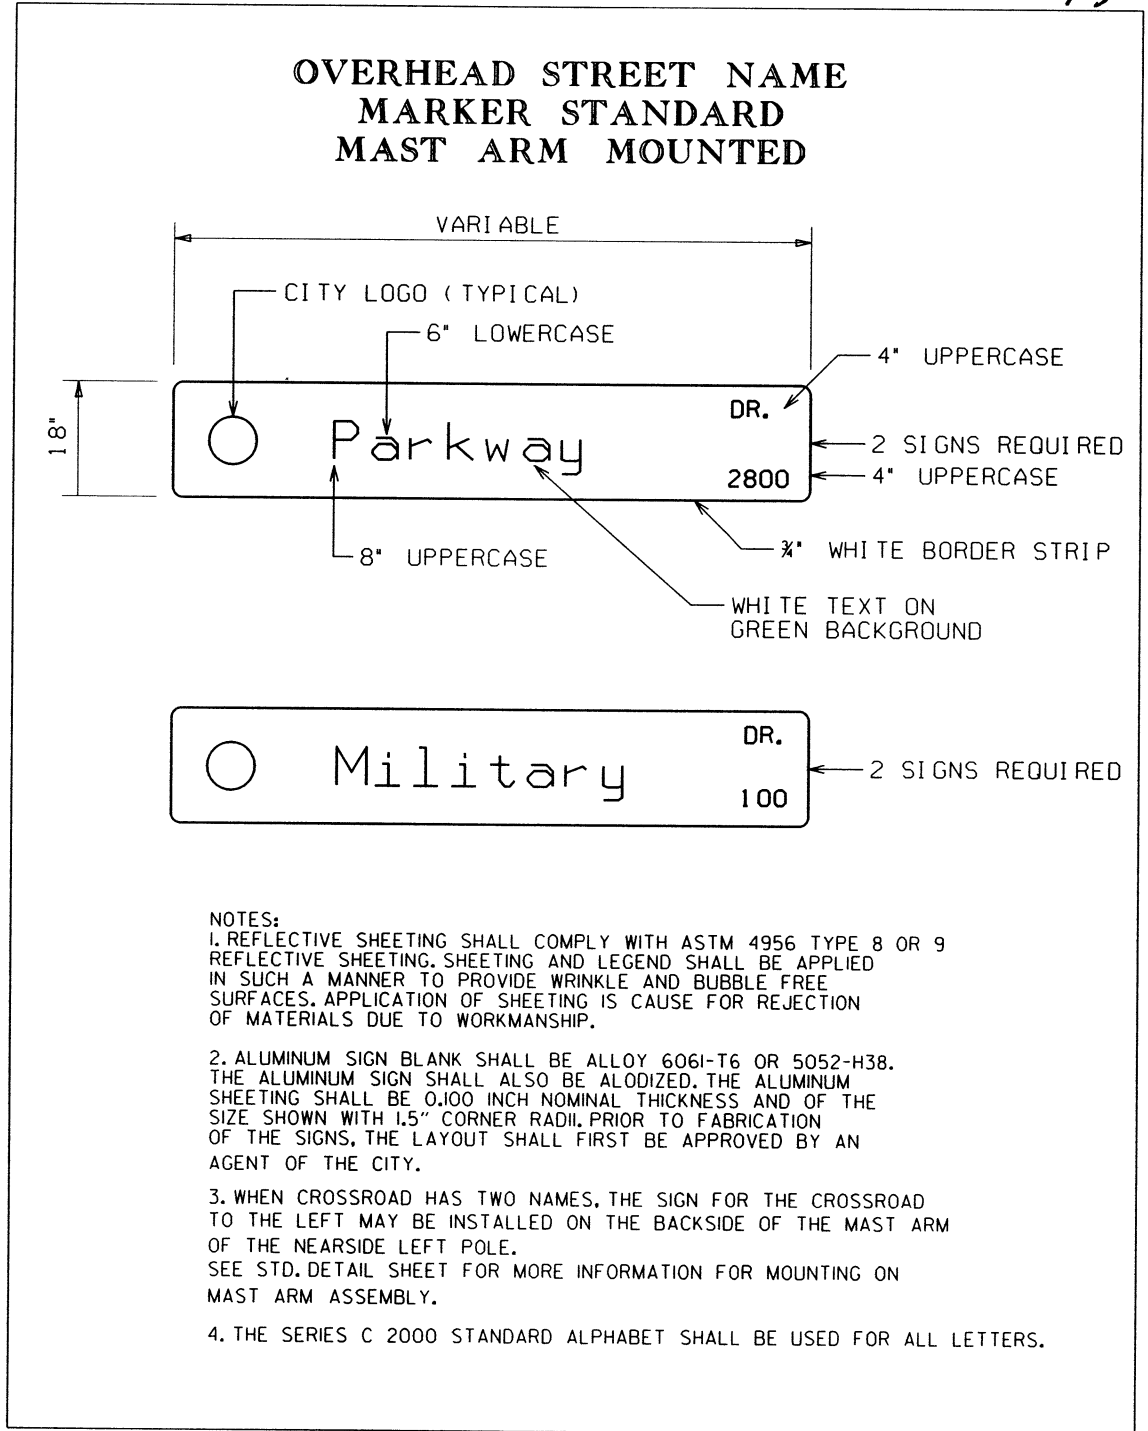 OVERHEAD STREET NAME
MARKER STANDARD
MAST ARM MOUNTED
VARIABLE
CITY LOGO (TYPICAL)
6" LOWERCASE
4" UPPERCASE
18"
Parkway
DR.
2800
2 SIGNS REQUIRED
4" UPPERCASE
8" UPPERCASE
¾" WHITE BORDER STRIP
WHITE TEXT ON
GREEN BACKGROUND
Military
DR.
100
2 SIGNS REQUIRED
NOTES:
1. REFLECTIVE SHEETING SHALL COMPLY WITH ASTM 4956 TYPE 8 OR 9
REFLECTIVE SHEETING. SHEETING AND LEGEND SHALL BE APPLIED
IN SUCH A MANNER TO PROVIDE WRINKLE AND BUBBLE FREE
SURFACES. APPLICATION OF SHEETING IS CAUSE FOR REJECTION
OF MATERIALS DUE TO WORKMANSHIP.
2. ALUMINUM SIGN BLANK SHALL BE ALLOY 6061-T6 OR 5052-H38.
THE ALUMINUM SIGN SHALL ALSO BE ALODIZED. THE ALUMINUM
SHEETING SHALL BE 0.100 INCH NOMINAL THICKNESS AND OF THE
SIZE SHOWN WITH 1.5" CORNER RADII. PRIOR TO FABRICATION
OF THE SIGNS, THE LAYOUT SHALL FIRST BE APPROVED BY AN
AGENT OF THE CITY.
3. WHEN CROSSROAD HAS TWO NAMES, THE SIGN FOR THE CROSSROAD
TO THE LEFT MAY BE INSTALLED ON THE BACKSIDE OF THE MAST ARM
OF THE NEARSIDE LEFT POLE.
SEE STD. DETAIL SHEET FOR MORE INFORMATION FOR MOUNTING ON
MAST ARM ASSEMBLY.
4. THE SERIES C 2000 STANDARD ALPHABET SHALL BE USED FOR ALL LETTERS.